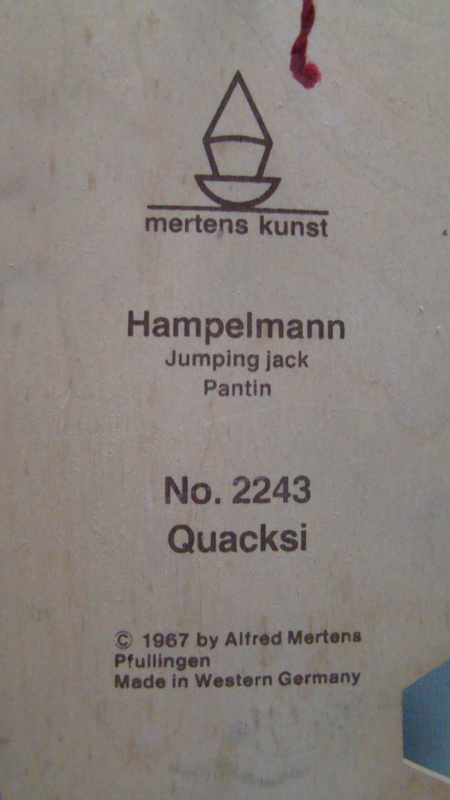 mertens kunst
Hampelmann
Jumping jack
Pantin
No. 2243
Quacksi
© 1967 by Alfred Mertens
Pfullingen
Made in Western Germany